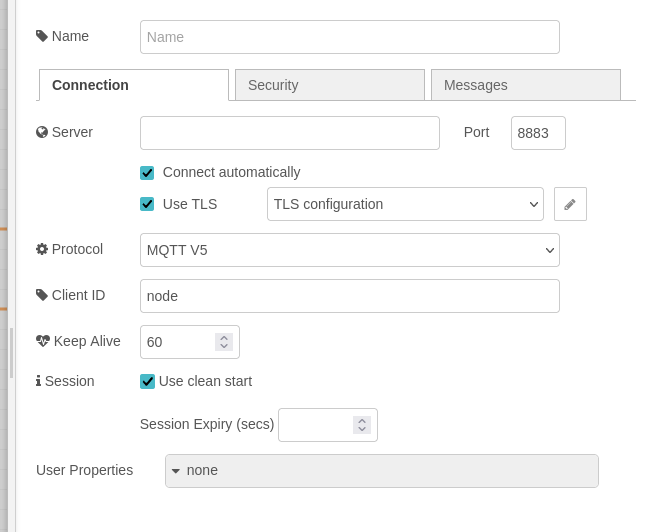 Name Name
Connection Security Messages
Server Port 8883
Connect automatically
Use TLS TLS configuration
Protocol MQTT V5
Client ID node
Keep Alive 60
Session Use clean start
Session Expiry (secs)
User Properties none